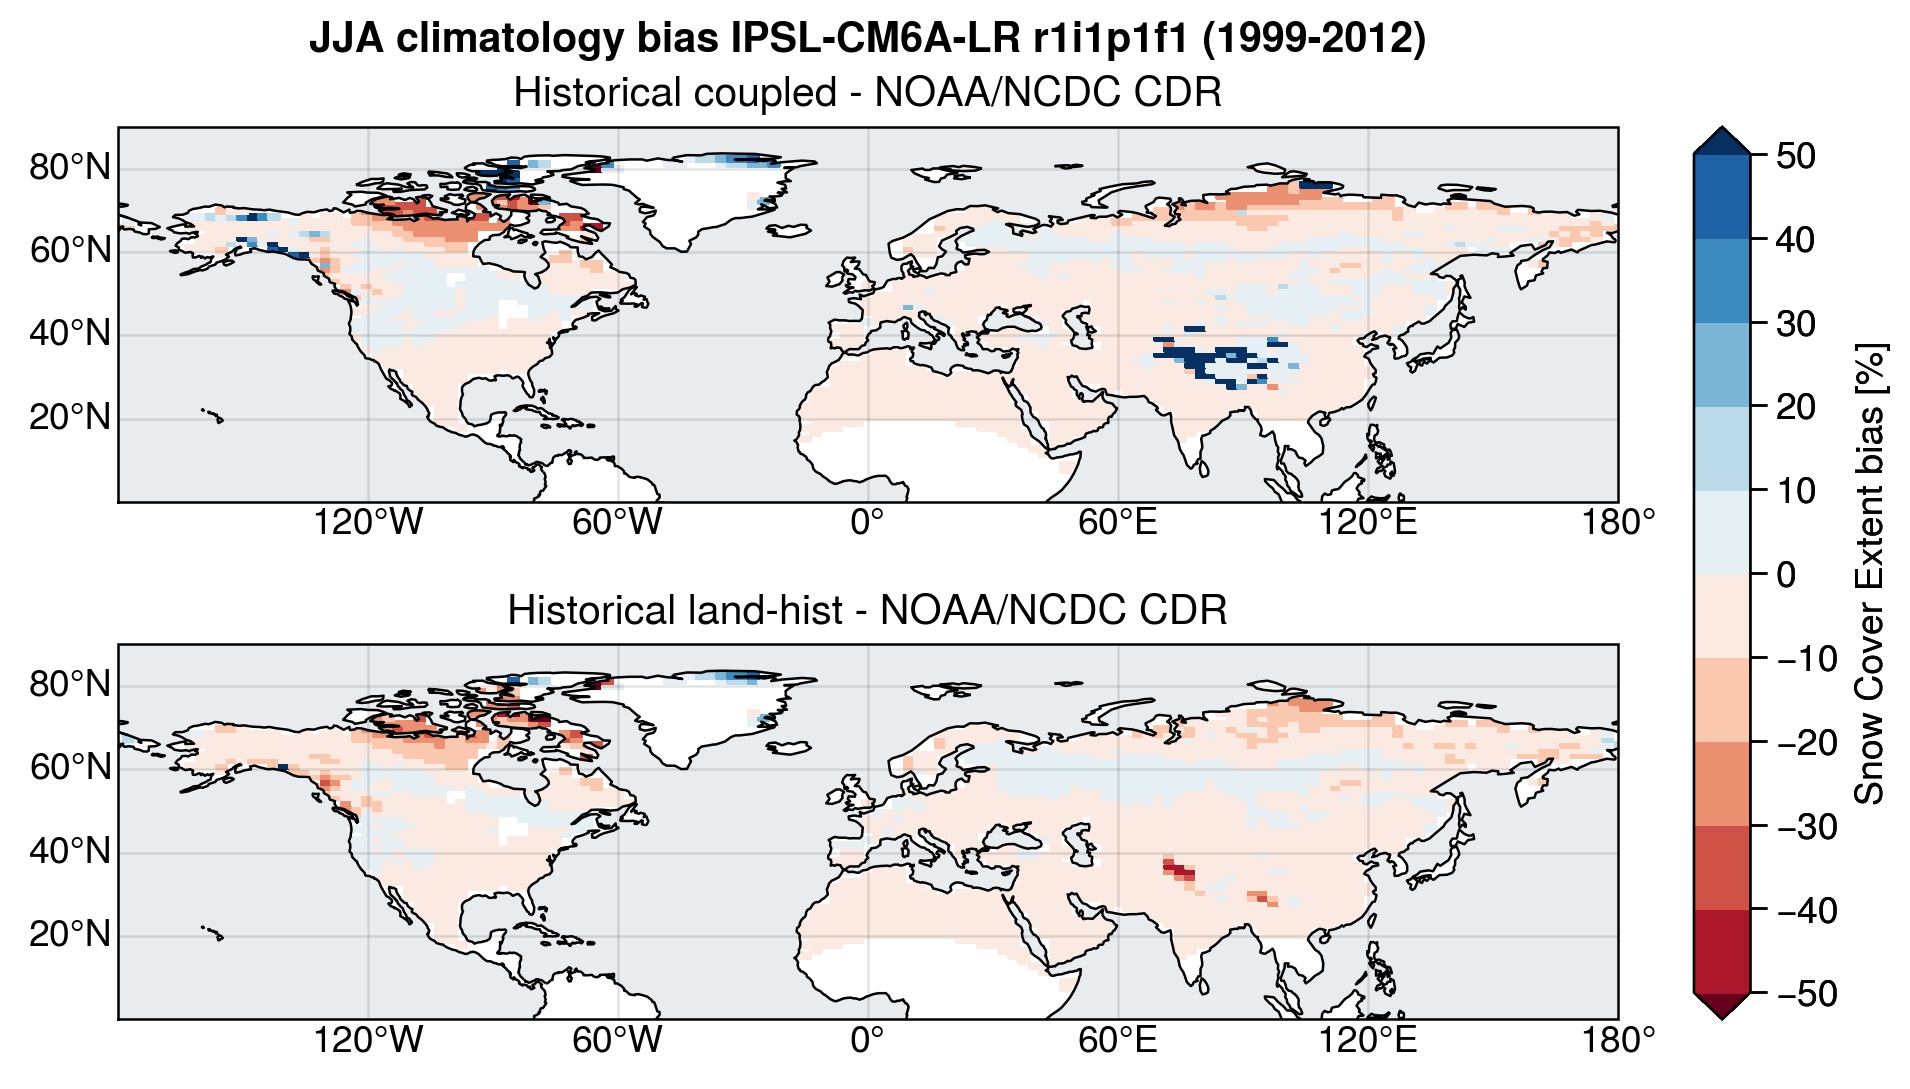 JJA climatology bias IPSL-CM6A-LR r1i1p1f1 (1999-2012)
Historical coupled - NOAA/NCDC CDR
80°N
60°N
40°N
20°N
120°W 60°W 0° 60°E 120°E 180°
Historical land-hist - NOAA/NCDC CDR
80°N
60°N
40°N
20°N
120°W 60°W 0° 60°E 120°E 180°
50
40
30
20
10
0
−10
−20
−30
−40
−50
Snow Cover Extent bias [%]